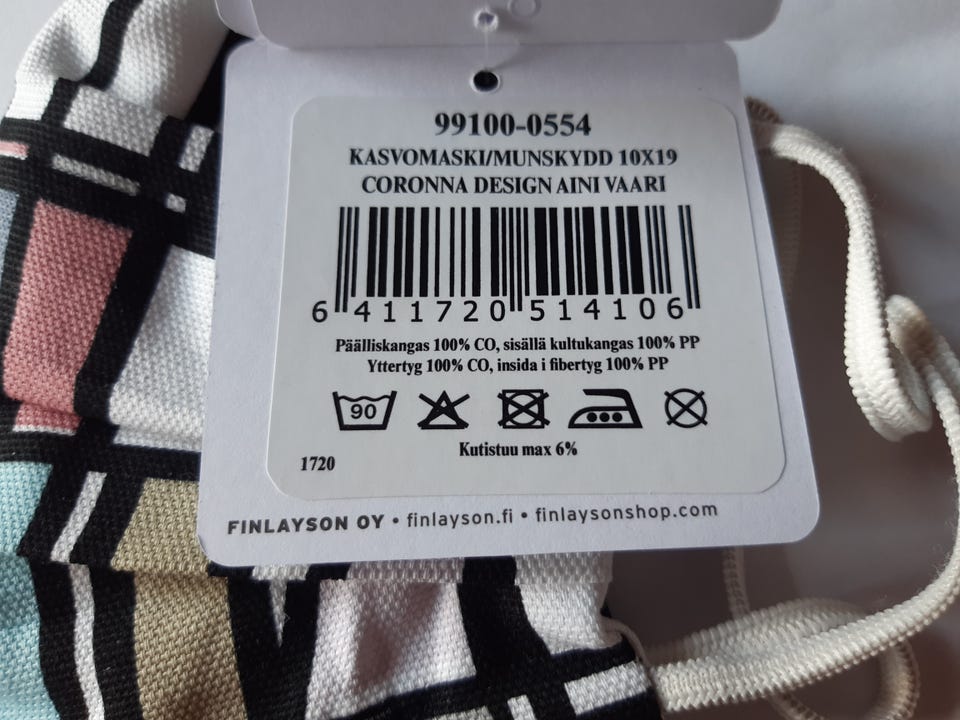 99100-0554
KASVOMASKI/MUNSKYDD 10X19
CORONNA DESIGN AINI VAARI
6 411720 514106
Päälliskangas 100% CO, sisällä kultukangas 100% PP
Yttertyg 100% CO, insida i fibertyg 100% PP
90
Kutistuu max 6%
1720
FINLAYSON OY • finlayson.fi • finlaysonshop.com